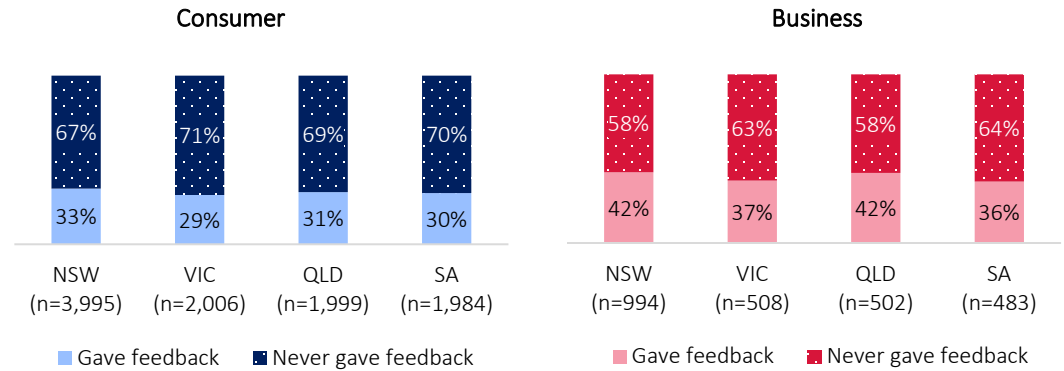 Consumer
67% 71% 69% 70%
33% 29% 31% 30%
NSW VIC QLD SA
(n=3,995) (n=2,006) (n=1,999) (n=1,984)
Gave feedback Never gave feedback
Business
58% 63% 58% 64%
42% 37% 42% 36%
NSW VIC QLD SA
(n=994) (n=508) (n=502) (n=483)
Gave feedback Never gave feedback